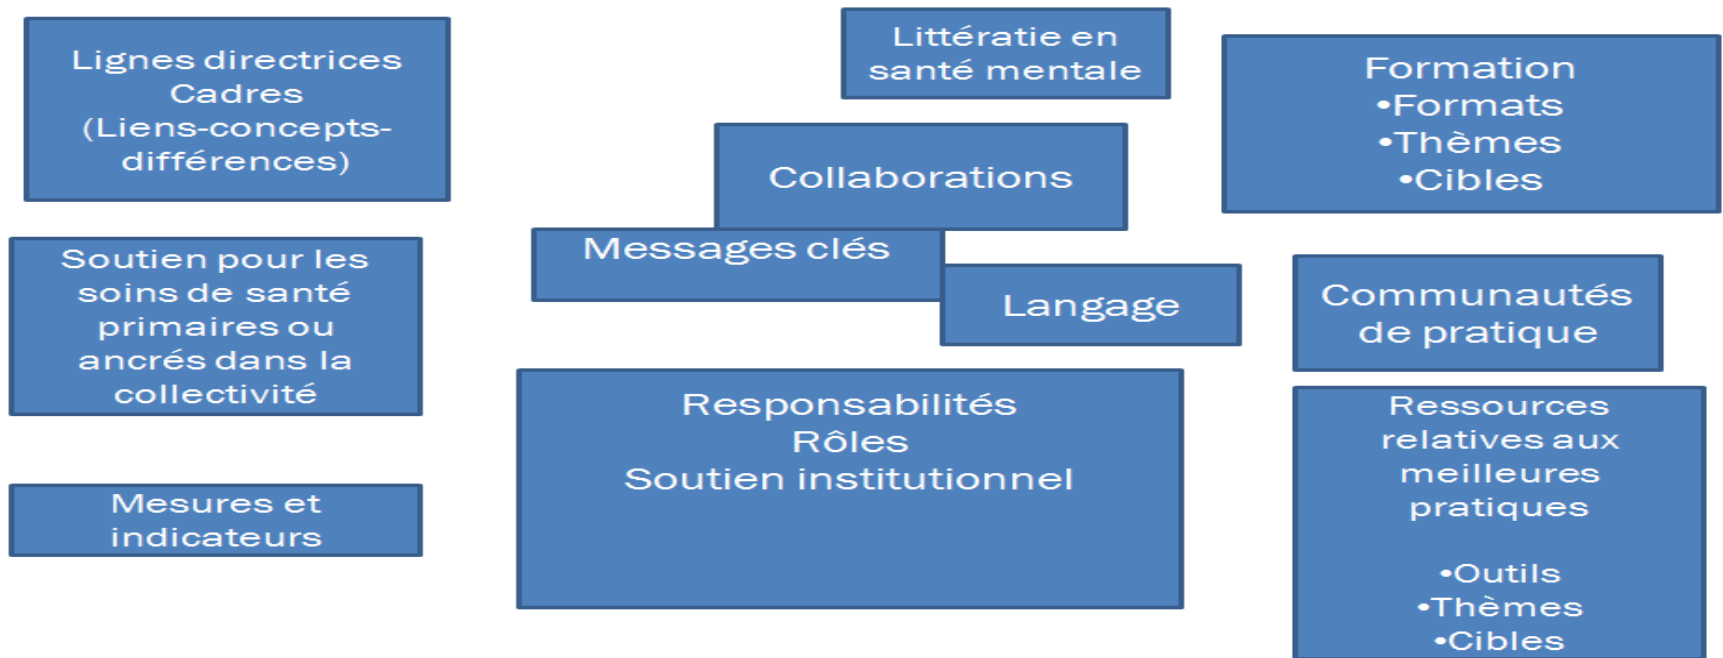 Lignes directrices
Cadres
(Liens-concepts-
différences)
Soutien pour les
soins de santé
primaires ou
ancrés dans la
collectivité
Mesures et
indicateurs
Littératie en
santé mentale
Collaborations
Messages clés
Langage
Responsabilités
Rôles
Soutien institutionnel
Formation
•Formats
•Thèmes
•Cibles
Communautés
de pratique
Ressources
relatives aux
meilleures
pratiques
•Outils
•Thèmes
•Cibles